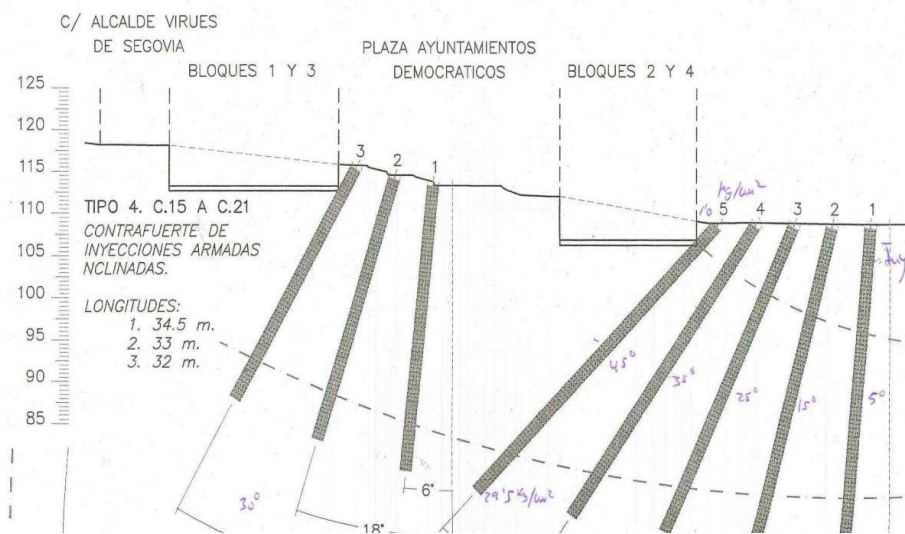 C/ ALCALDE VIRUES
DE SEGOVIA
PLAZA AYUNTAMIENTOS
DEMOCRATICOS
BLOQUES 1 Y 3
BLOQUES 2 Y 4
125
120
115
110
105
100
95
90
85
3
2
1
10 Kg/cm²
5
4
3
2
1
TIPO 4. C.15 A C.21
CONTRAFUERTE DE
INYECCIONES ARMADAS
NCLINADAS.
LONGITUDES:
1. 34.5 m.
2. 33 m.
3. 32 m.
45°
35°
25°
15°
5°
30°
18°
6°
29'5 Kg/cm²